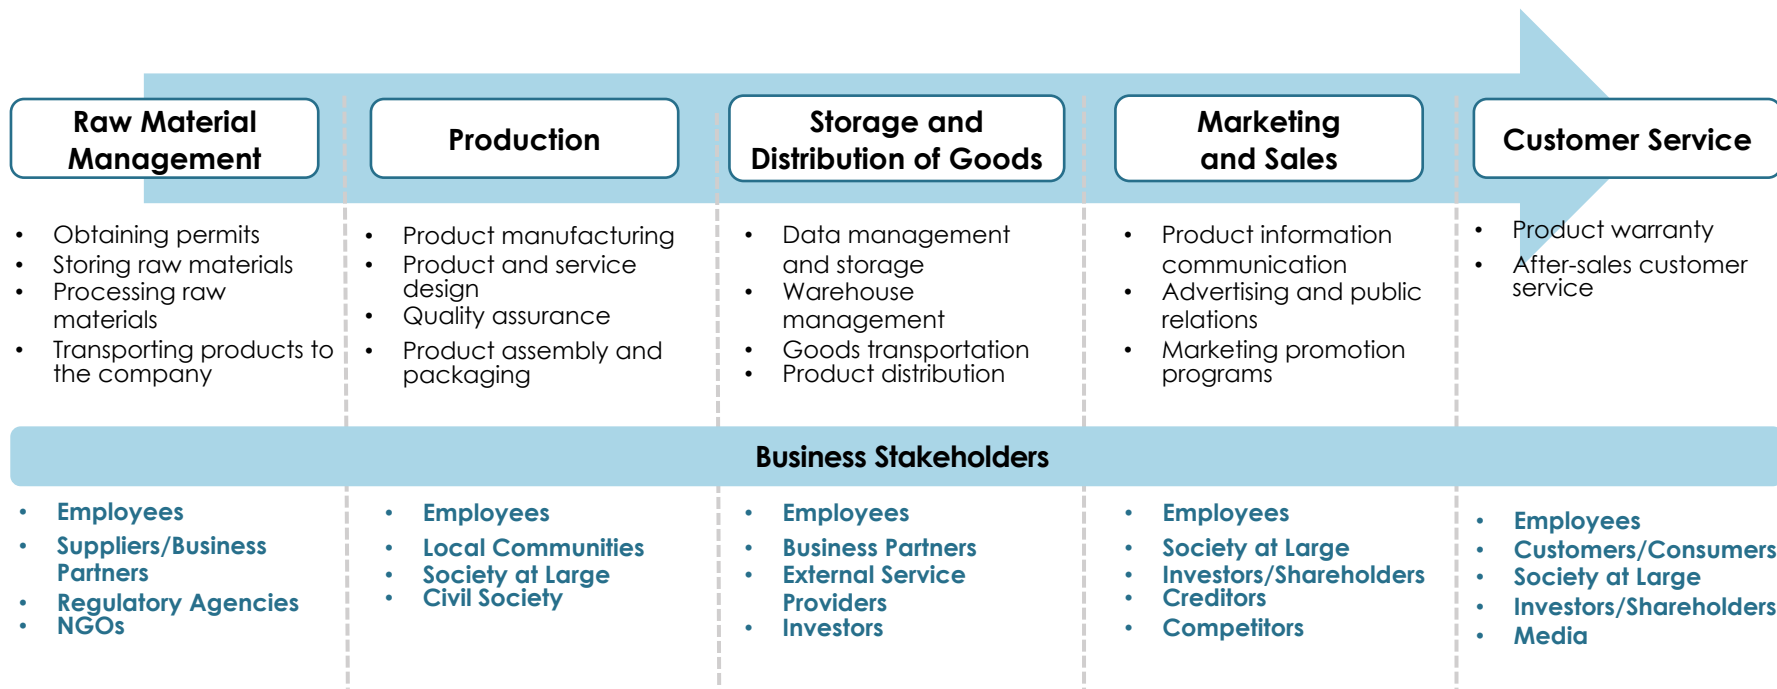 Raw Material
Management
Production
Storage and
Distribution of Goods
Marketing
and Sales
Customer Service
• Obtaining permits
• Storing raw materials
• Processing raw
materials
• Transporting products to
the company
• Product manufacturing
• Product and service
design
• Quality assurance
• Product assembly and
packaging
• Data management
and storage
• Warehouse
management
• Goods transportation
• Product distribution
• Product information
communication
• Advertising and public
relations
• Marketing promotion
programs
• Product warranty
• After-sales customer
service
Business Stakeholders
• Employees
• Suppliers/Business
Partners
• Regulatory Agencies
• NGOs
• Employees
• Local Communities
• Society at Large
• Civil Society
• Employees
• Business Partners
• External Service
Providers
• Investors
• Employees
• Society at Large
• Investors/Shareholders
• Creditors
• Competitors
• Employees
• Customers/Consumers
• Society at Large
• Investors/Shareholders
• Media